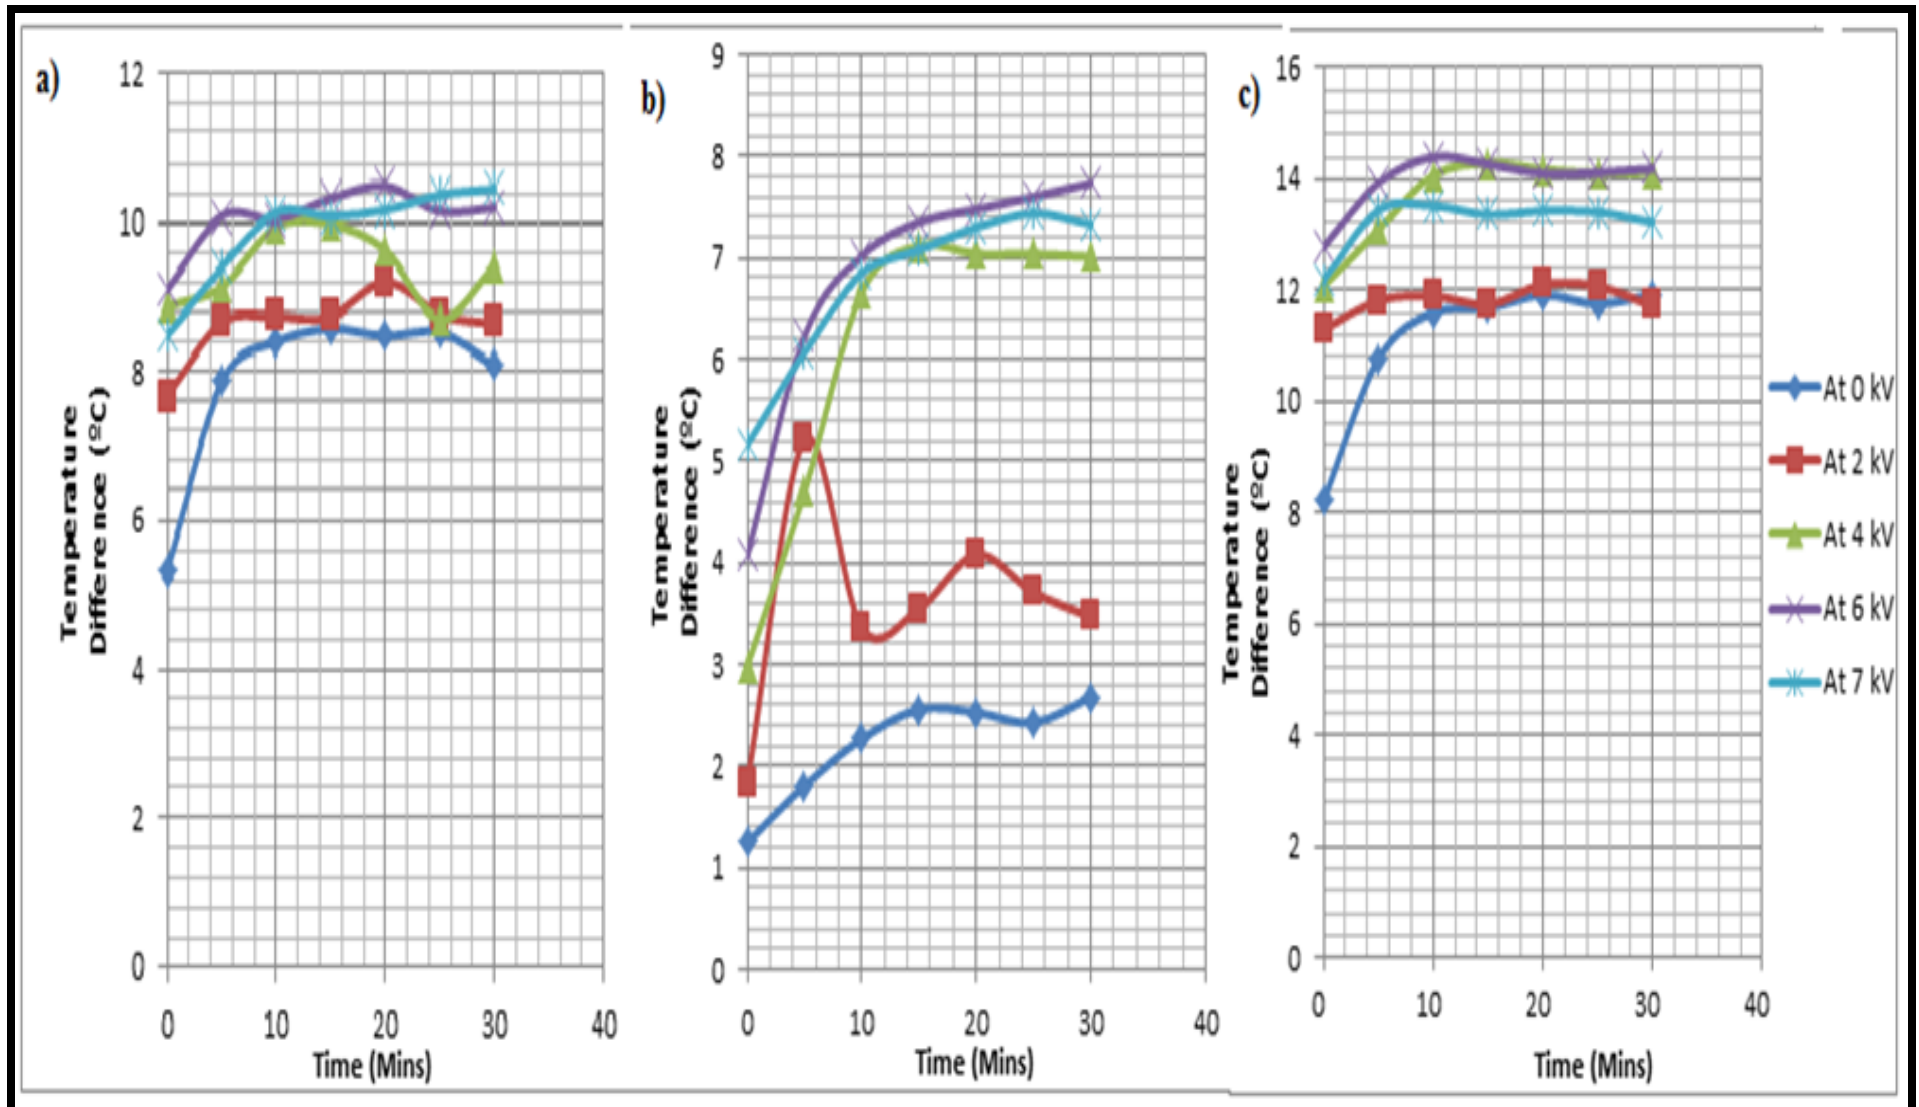 a)
12
10
8
6
4
2
0
Temperature
Difference (ºC)
0 10 20 30 40
Time (Mins)
b)
9
8
7
6
5
4
3
2
1
0
Temperature
Difference (ºC)
0 10 20 30 40
Time (Mins)
c)
16
14
12
10
8
6
4
2
0
Temperature
Difference (ºC)
0 10 20 30 40
Time (Mins)
At 0 kV
At 2 kV
At 4 kV
At 6 kV
At 7 kV